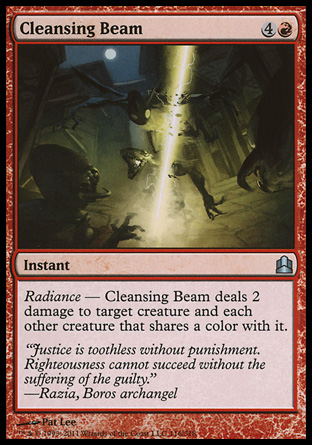 Cleansing Beam 4
Instant
Radiance — Cleansing Beam deals 2
damage to target creature and each
other creature that shares a color with it.
“Justice is toothless without punishment.
Righteousness cannot succeed without the
suffering of the guilty.”
—Razia, Boros archangel
Pat Lee